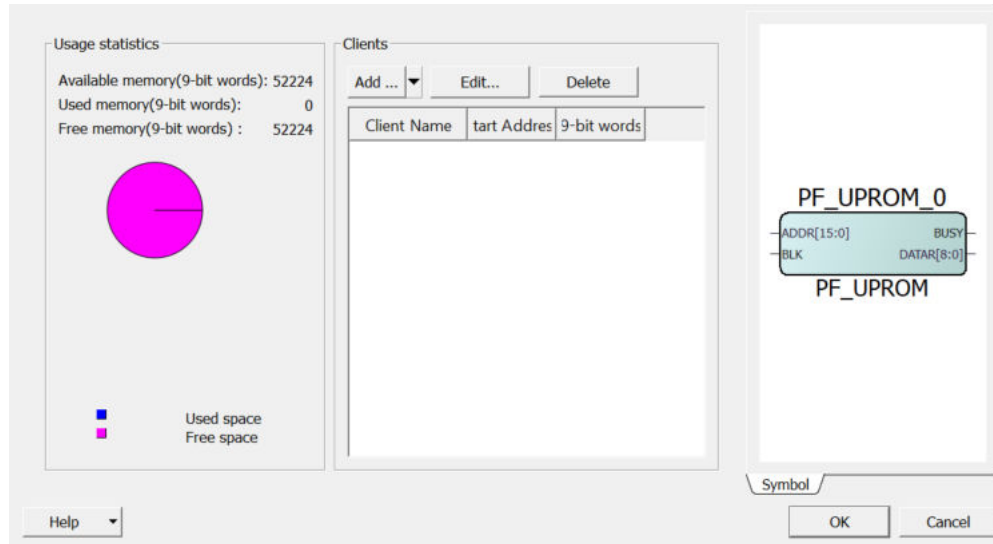 Usage statistics
Available memory(9-bit words): 52224
Used memory(9-bit words): 0
Free memory(9-bit words) : 52224
Used space
Free space
Clients
Add ...
Edit...
Delete
Client Name tart Addres 9-bit words
PF_UPROM_0
ADDR[15:0] BUSY
BLK DATAR[8:0]
PF_UPROM
Symbol
Help
OK
Cancel